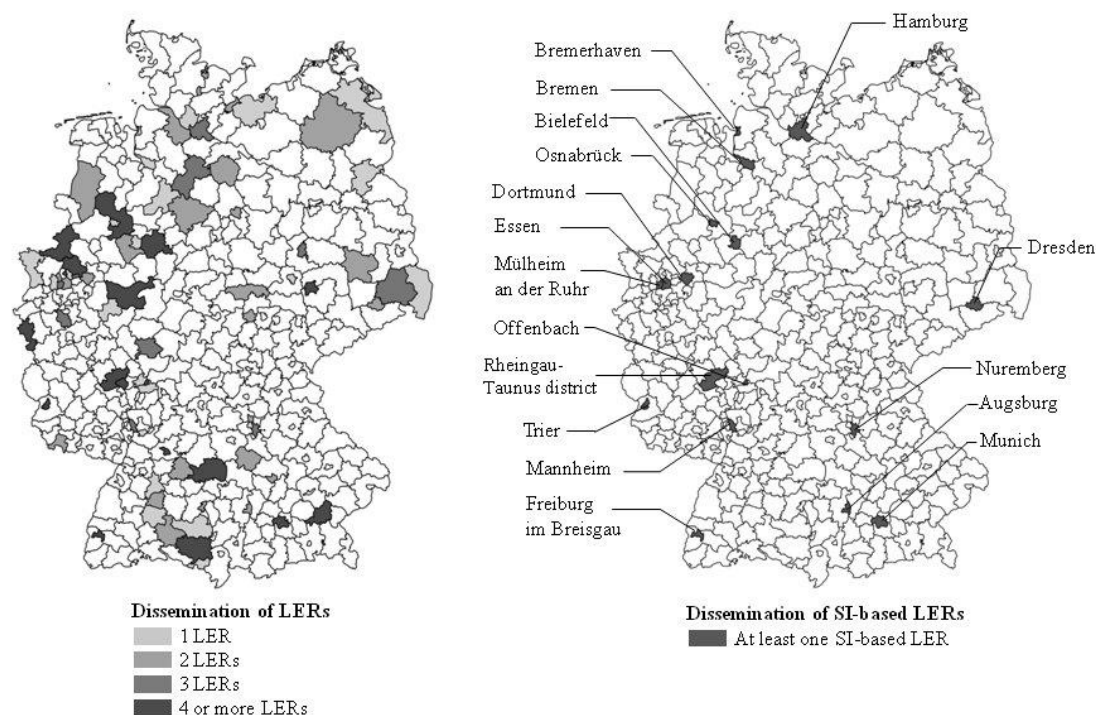 Hamburg
Bremerhaven
Bremen
Bielefeld
Osnabrück
Dortmund
Essen
Mülheim
an der Ruhr
Offenbach
Rheingau-
Taunus district
Trier
Mannheim
Freiburg
im Breisgau
Dresden
Nuremberg
Augsburg
Munich
Dissemination of LERs
1 LER
2 LERs
3 LERs
4 or more LERs
Dissemination of SI-based LERs
At least one SI-based LER